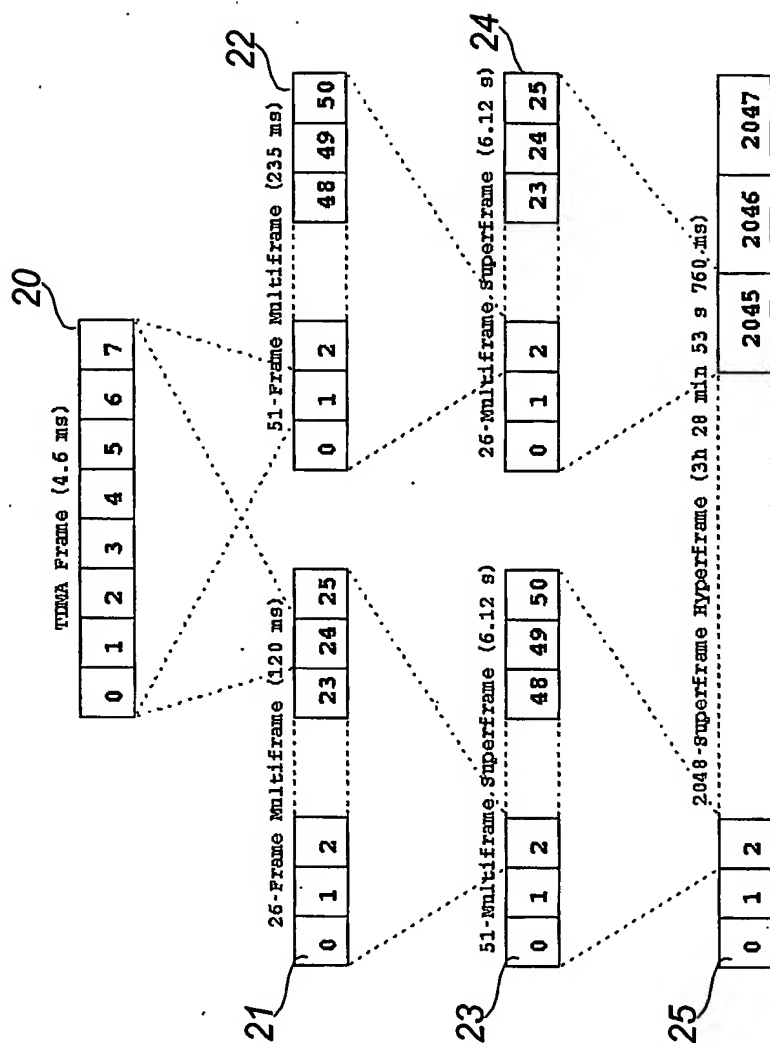 20
TDMA Frame (4.6 ms)
0 1 2 3 4 5 6 7
21
26-Frame Multiframe (120 ms)
0 1 2 23 24 25
22
51-Frame Multiframe (235 ms)
0 1 2 48 49 50
23
51-Multiframe Superframe (6.12 s)
0 1 2 48 49 50
24
26-Multiframe Superframe (6.12 s)
0 1 2 23 24 25
25
2048-Superframe Hyperframe (3h 28 min 53 s 760 ms)
0 1 2 2045 2046 2047